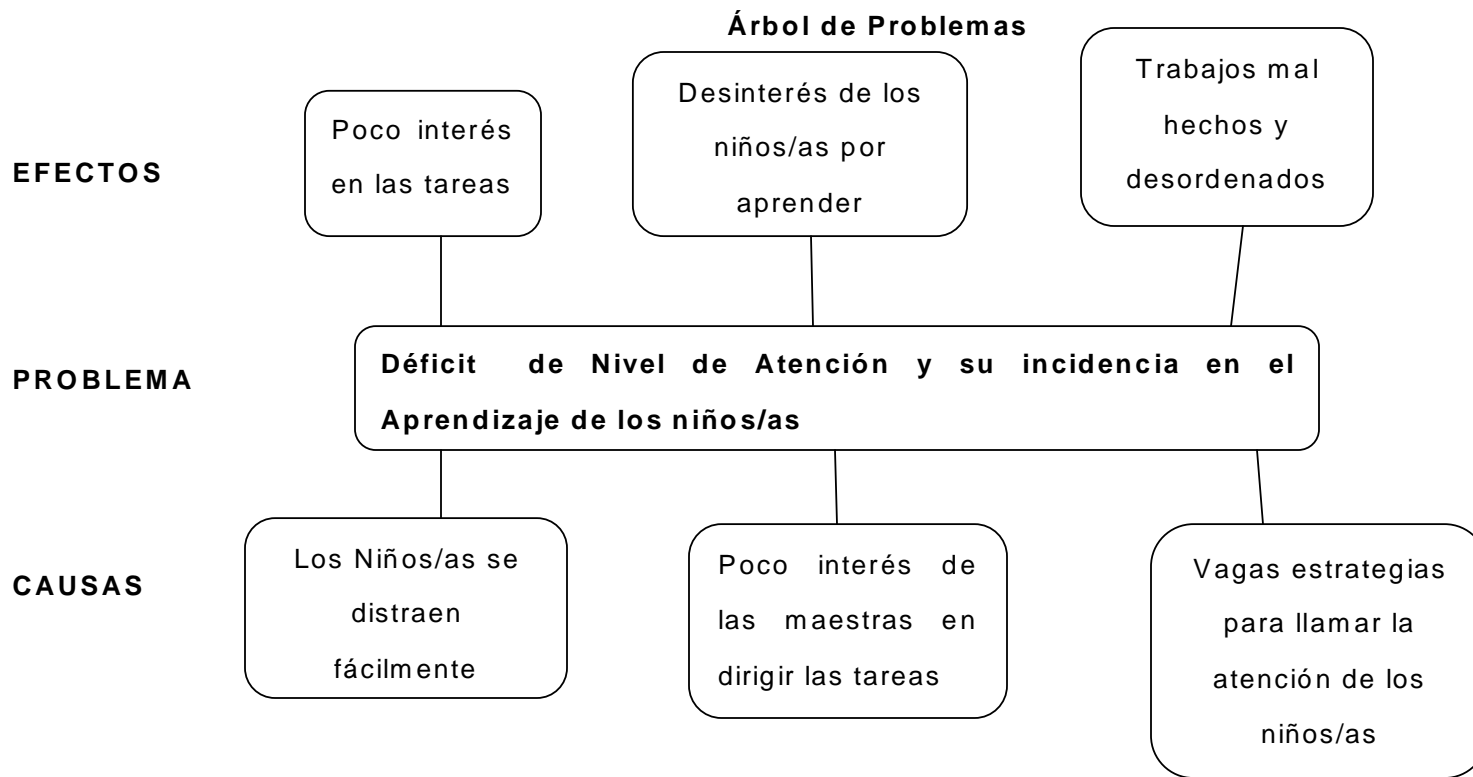 Árbol de Problemas
EFECTOS
Poco interés
en las tareas
Desinterés de los
niños/as por
aprender
Trabajos mal
hechos y
desordenados
PROBLEMA
Déficit de Nivel de Atención y su incidencia en el
Aprendizaje de los niños/as
CAUSAS
Los Niños/as se
distraen
fácilmente
Poco interés de
las maestras en
dirigir las tareas
Vagas estrategias
para llamar la
atención de los
niños/as